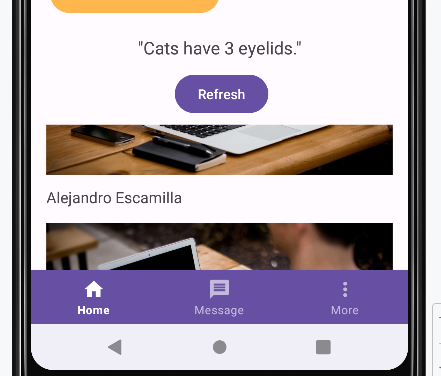 "Cats have 3 eyelids."
Refresh
Alejandro Escamilla
Home
Message
More